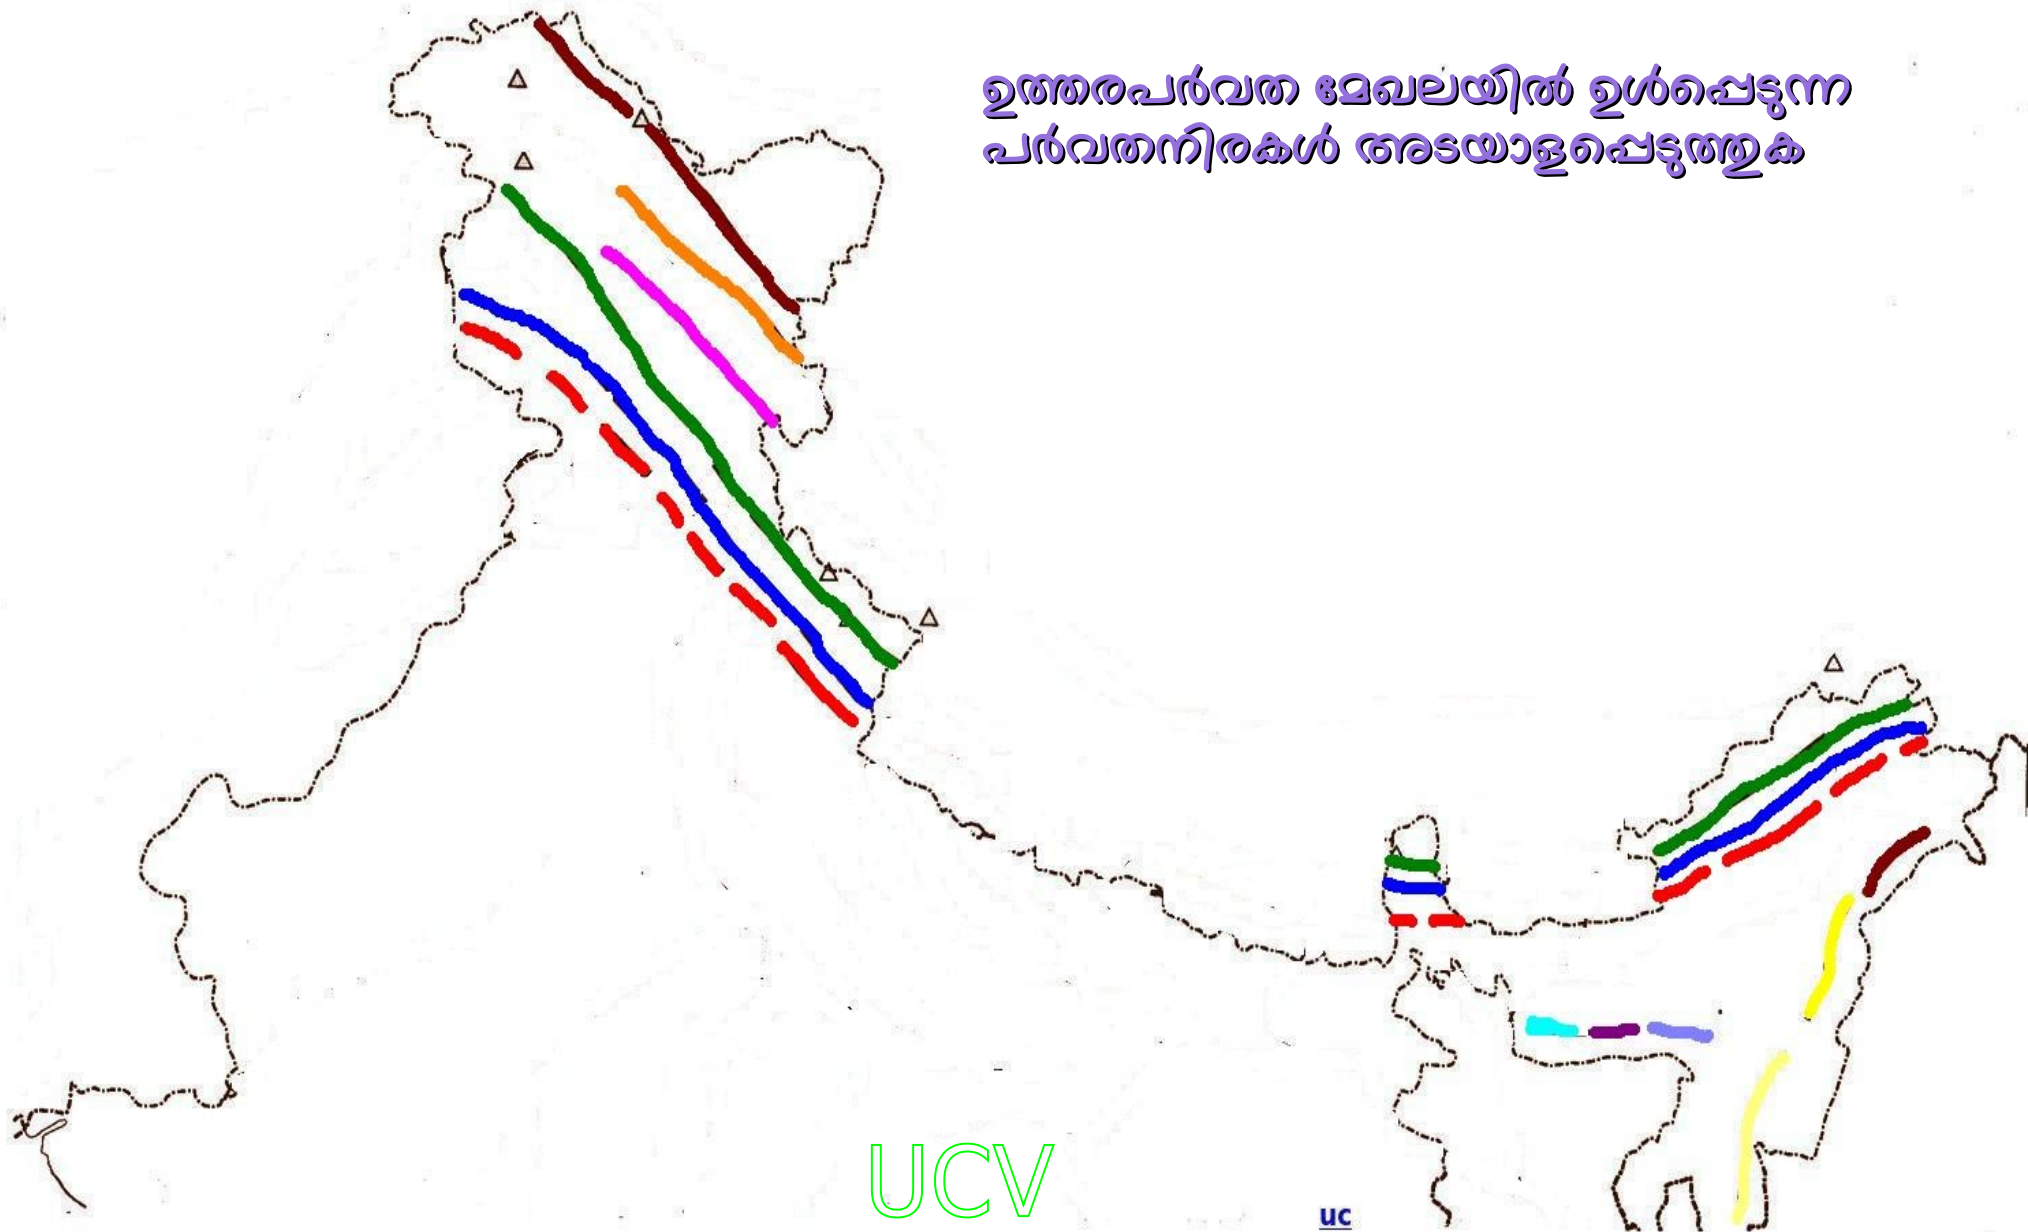 ഉത്തരപർവത മേഖലയിൽ ഉൾപ്പെടുന്ന
പർവതനിരകൾ അടയാളപ്പെടുത്തുക
UCV
uc